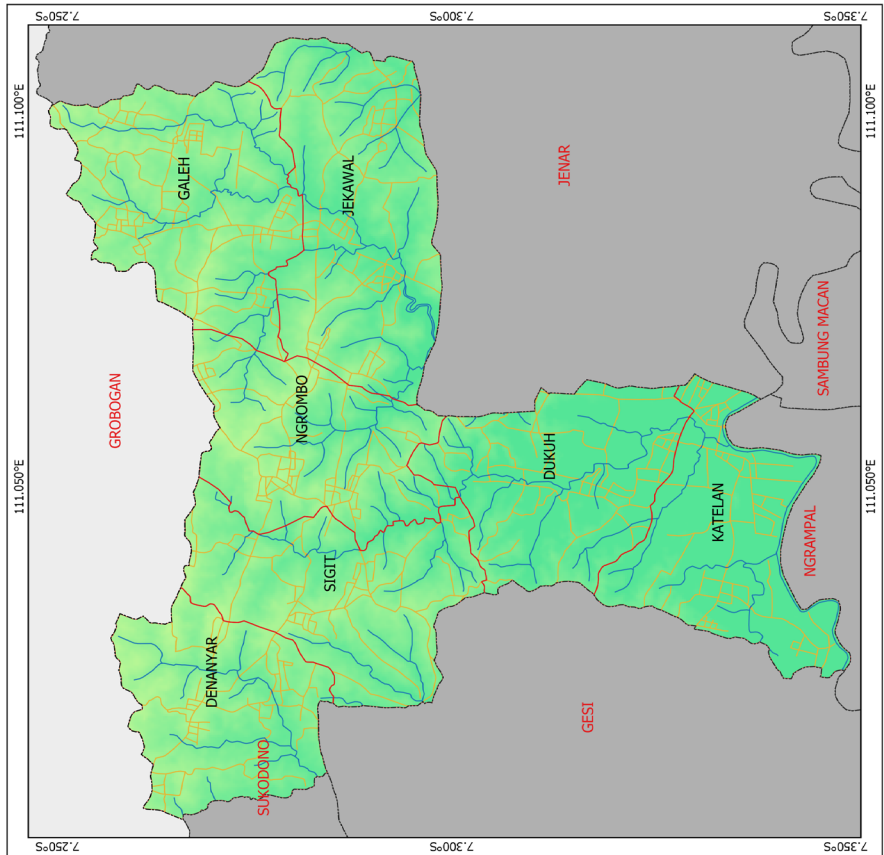 111.050°E
111.100°E
7.250°S
7.250°S
GROBOGAN
GALEH
DENANYAR
SUKODONO
NGROMBO
SIGIT
JEKAWAL
7.300°S
7.300°S
DUKUH
JENAR
GESI
KATELAN
NGRAMPAL
SAMBUNG MACAN
7.350°S
7.350°S
111.050°E
111.100°E